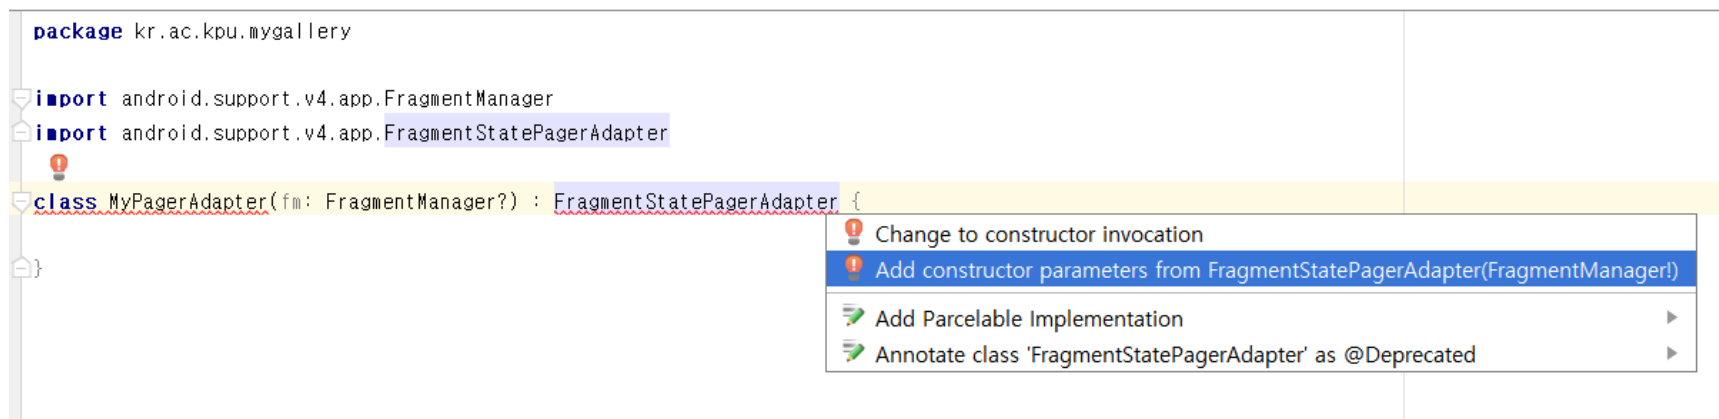 package kr.ac.kpu.mygallery
import android.support.v4.app.FragmentManager
import android.support.v4.app.FragmentStatePagerAdapter
class MyPagerAdapter(fm: FragmentManager?) : FragmentStatePagerAdapter {
Change to constructor invocation
Add constructor parameters from FragmentStatePagerAdapter(FragmentManager!)
}
Add Parcelable Implementation
Annotate class 'FragmentStatePagerAdapter' as @Deprecated